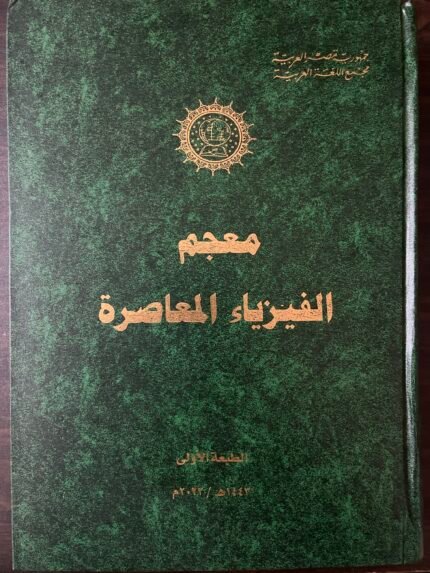 جمهورية مصر العربية
مجمع اللغة العربية
معجم
الفيزياء المعاصرة
الطبعة الأولى
١٤٤٣هـ / ٢٠٢٢م